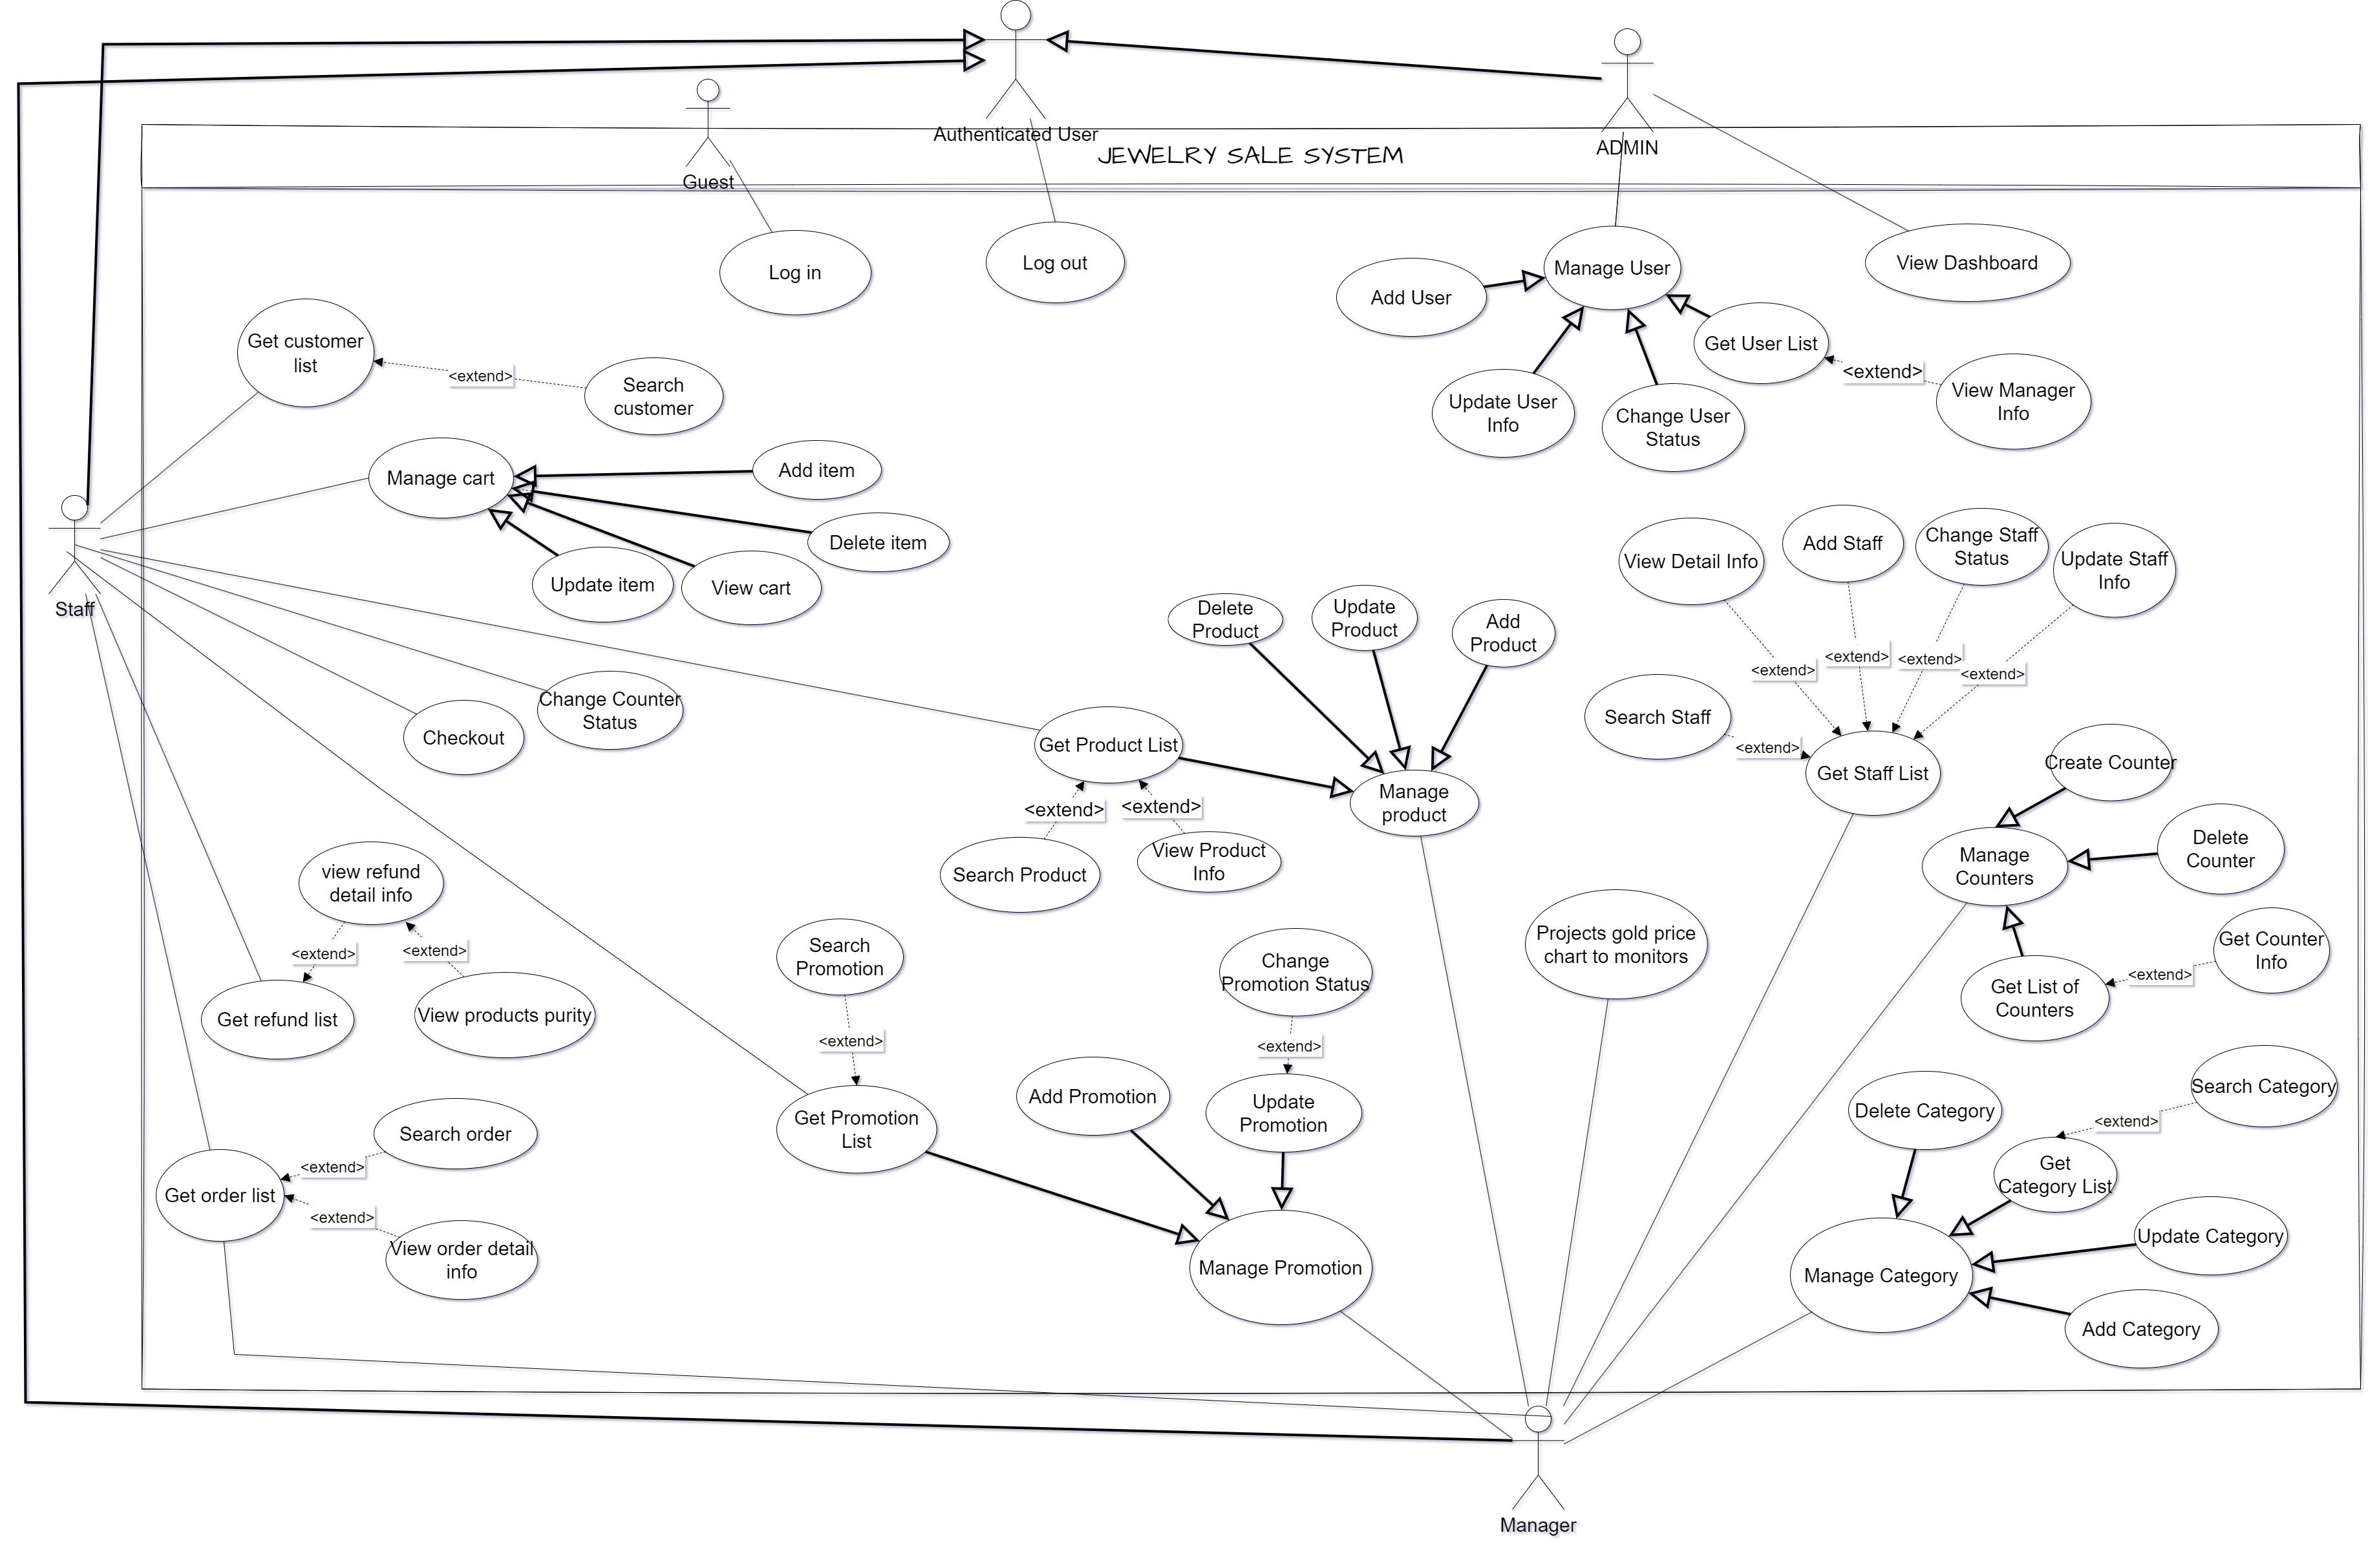 Authenticated User
JEWELRY SALE SYSTEM
ADMIN
Guest
Log in
Log out
Manage User
View Dashboard
Add User
Get User List
<extend>
View Manager
Info
Update User
Info
Change User
Status
Get customer
list
<extend>
Search
customer
Manage cart
Add item
Delete item
Update item
View cart
Staff
View Detail Info
Add Staff
Change Staff
Status
Update Staff
Info
<extend>
<extend>
<extend>
<extend>
Search Staff
<extend>
Get Staff List
Delete
Product
Update
Product
Add
Product
Change Counter
Status
Checkout
Get Product List
Manage
product
<extend>
<extend>
Search Product
View Product
Info
Create Counter
Manage
Counters
Delete
Counter
Get List of
Counters
<extend>
Get Counter
Info
view refund
detail info
<extend>
<extend>
Get refund list
View products purity
Search
Promotion
<extend>
Change
Promotion Status
<extend>
Projects gold price
chart to monitors
Add Promotion
Update
Promotion
Get Promotion
List
Manage Promotion
Search order
<extend>
Get order list
<extend>
View order detail
info
Delete Category
Search Category
<extend>
Get
Category List
Update Category
Manage Category
Add Category
Manager